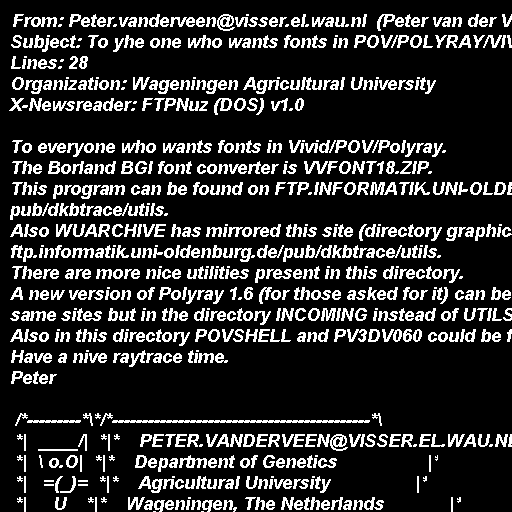 From: Peter.vanderveen@visser.el.wau.nl (Peter van der V
Subject: To yhe one who wants fonts in POV/POLYRAY/VIV
Lines: 28
Organization: Wageningen Agricultural University
X-Newsreader: FTPNuz (DOS) v1.0

To everyone who wants fonts in Vivid/POV/Polyray.
The Borland BGI font converter is VVFONT18.ZIP.
This program can be found on FTP.INFORMATIK.UNI-OLDE
pub/dkbtrace/utils.
Also WUARCHIVE has mirrored this site (directory graphic
ftp.informatik.uni-oldenburg.de/pub/dkbtrace/utils.
There are more nice utilities present in this directory.
A new version of Polyray 1.6 (for those asked for it) can be
same sites but in the directory INCOMING instead of UTILS
Also in this directory POVSHELL and PV3DV060 could be f
Have a nive raytrace time.
Peter

/*---------*\*/*-------------------------------------------*\
*|  ____/|  *|*    PETER.VANDERVEEN@VISSER.EL.WAU.NL
*|  \ o.O|  *|*    Department of Genetics                    |*
*|   =(_)=  *|*    Agricultural University                |*
*|     U    *|*    Wageningen, The Netherlands            |*